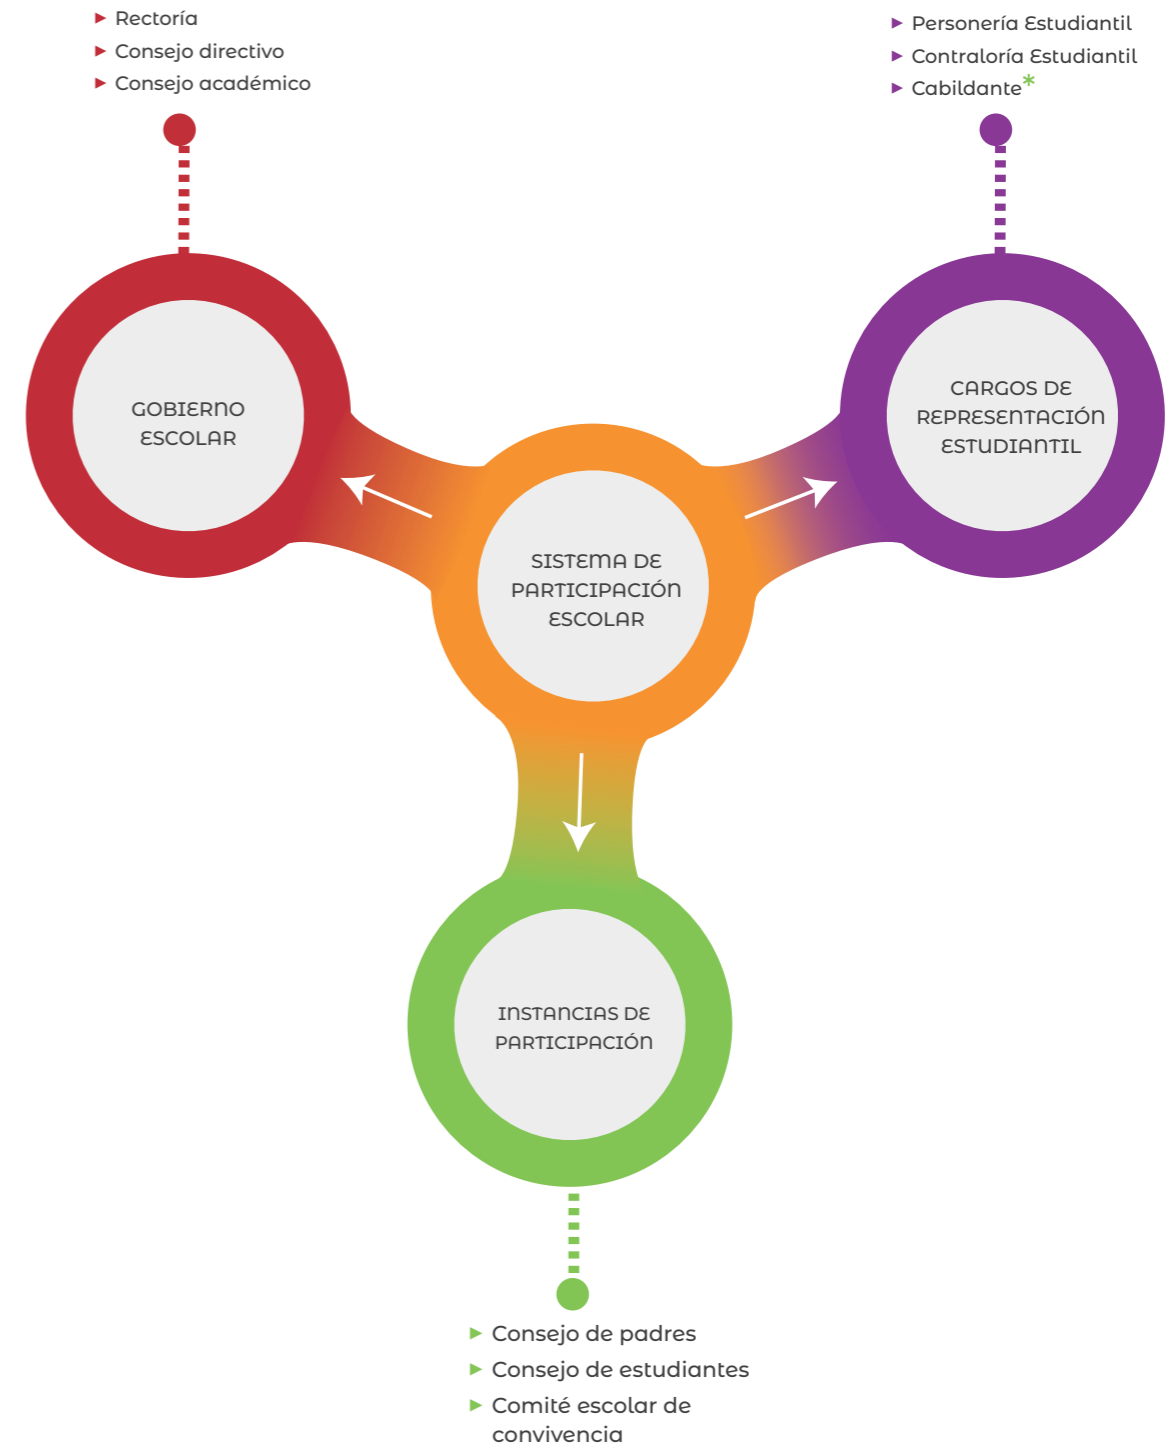 Rectoría
Consejo directivo
Consejo académico
Personería Estudiantil
Contraloría Estudiantil
Cabildante*
GOBIERNO
ESCOLAR
CARGOS DE
REPRESENTACIÓN
ESTUDIANTIL
SISTEMA DE
PARTICIPACIÓN
ESCOLAR
INSTANCIAS DE
PARTICIPACIÓN
Consejo de padres
Consejo de estudiantes
Comité escolar de
convivencia